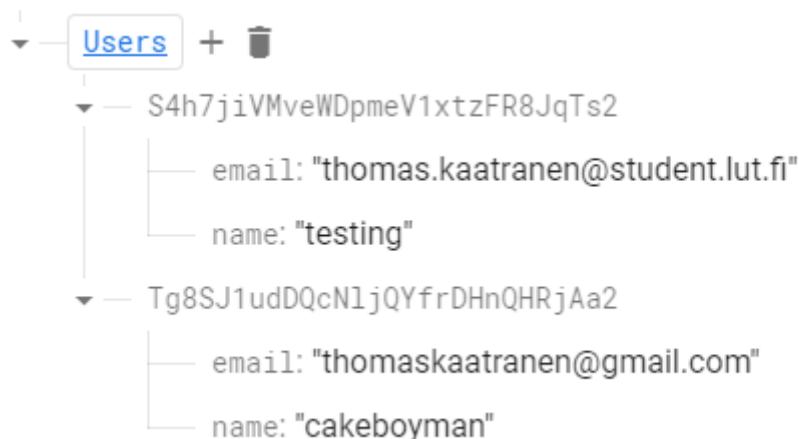 Users
S4h7jiVMveWDpmeV1xtzFR8JqTs2
email: "thomas.kaatranen@student.lut.fi"
name: "testing"
Tg8SJ1udDQcNljQYfrDHnQHRjAa2
email: "thomaskaatranen@gmail.com"
name: "cakeboyman"